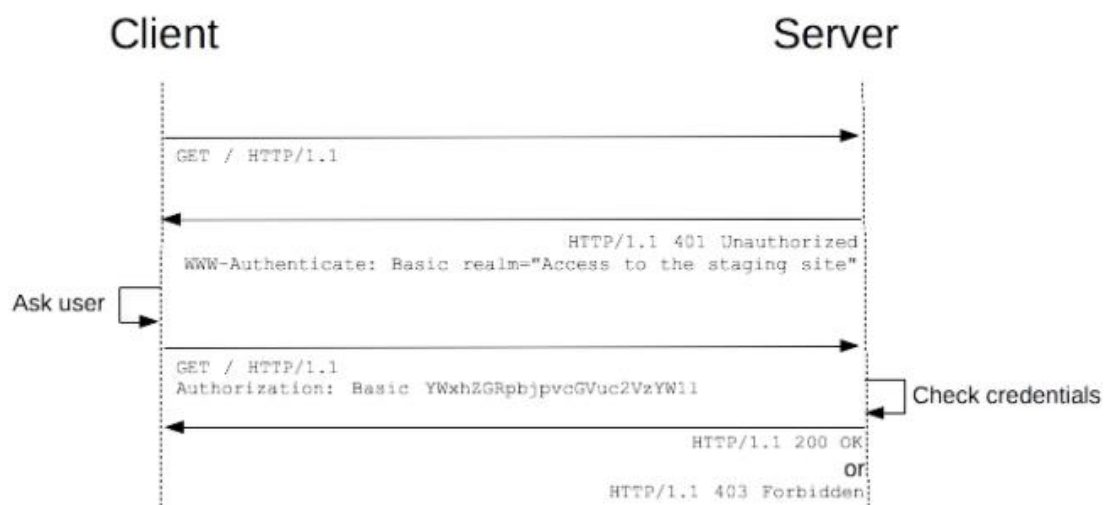 Client
Server
GET / HTTP/1.1
HTTP/1.1 401 Unauthorized
WWW-Authenticate: Basic realm="Access to the staging site"
Ask user
GET / HTTP/1.1
Authorization: Basic YWxhZGRpbjpvcGVuc2VzYW1l
Check credentials
HTTP/1.1 200 OK
or
HTTP/1.1 403 Forbidden